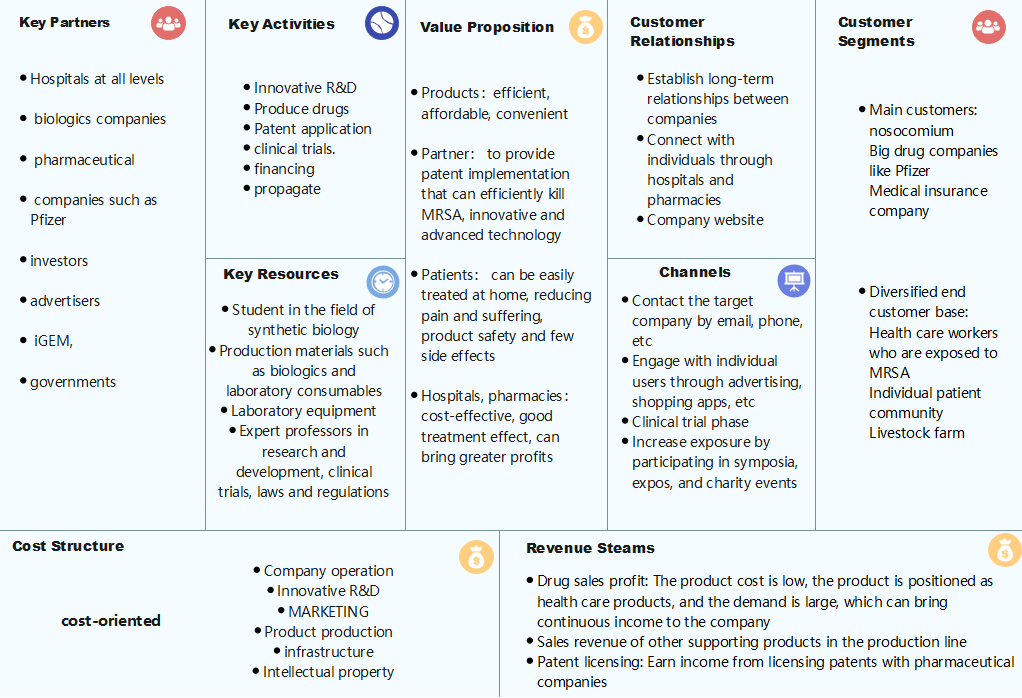 Key Partners
• Hospitals at all levels
• biologics companies
• pharmaceutical
• companies such as
Pfizer
• investors
• advertisers
• iGEM,
• governments
Key Activities
• Innovative R&D
• Produce drugs
• Patent application
• clinical trials.
• financing
• propagate
Key Resources
• Student in the field of
synthetic biology
• Production materials such
as biologics and
laboratory consumables
• Laboratory equipment
• Expert professors in
research and
development, clinical
trials, laws and regulations
Value Proposition
• Products: efficient,
affordable, convenient
• Partner: to provide
patent implementation
that can efficiently kill
MRSA, innovative and
advanced technology
• Patients: can be easily
treated at home, reducing
pain and suffering,
product safety and few
side effects
• Hospitals, pharmacies:
cost-effective, good
treatment effect, can
bring greater profits
Customer
Relationships
• Establish long-term
relationships between
companies
• Connect with
individuals through
hospitals and
pharmacies
• Company website
Channels
• Contact the target
company by email, phone,
etc
• Engage with individual
users through advertising,
shopping apps, etc
• Clinical trial phase
• Increase exposure by
participating in symposia,
expos, and charity events
Customer
Segments
• Main customers:
nosocomium
Big drug companies
like Pfizer
Medical insurance
company
• Diversified end
customer base:
Health care workers
who are exposed to
MRSA
Individual patient
community
Livestock farm
Cost Structure
cost-oriented
• Company operation
• Innovative R&D
• MARKETING
• Product production
• infrastructure
• Intellectual property
Revenue Steams
• Drug sales profit: The product cost is low, the product is positioned as
health care products, and the demand is large, which can bring
continuous income to the company
• Sales revenue of other supporting products in the production line
• Patent licensing: Earn income from licensing patents with pharmaceutical
companies